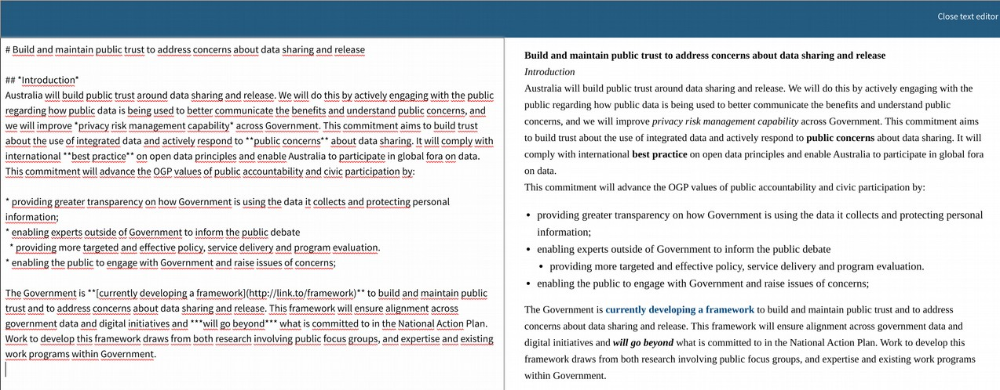 Close text editor
# Build and maintain public trust to address concerns about data sharing and release
## *Introduction*
Australia will build public trust around data sharing and release. We will do this by actively engaging with the public
regarding how public data is being used to better communicate the benefits and understand public concerns, and
we will improve *privacy risk management capability* across Government. This commitment aims to build trust
about the use of integrated data and actively respond to **public concerns** about data sharing. It will comply with
international **best practice** on open data principles and enable Australia to participate in global fora on data.
This commitment will advance the OGP values of public accountability and civic participation by:
* providing greater transparency on how Government is using the data it collects and protecting personal
information;
* enabling experts outside of Government to inform the public debate
* providing more targeted and effective policy, service delivery and program evaluation.
* enabling the public to engage with Government and raise issues of concerns;
The Government is **[currently developing a framework](http://link.to/framework)** to build and maintain public
trust and to address concerns about data sharing and release. This framework will ensure alignment across
government data and digital initiatives and ***will go beyond*** what is committed to in the National Action Plan.
Work to develop this framework draws from both research involving public focus groups, and expertise and existing
work programs within Government.
Build and maintain public trust to address concerns about data sharing and release
Introduction
Australia will build public trust around data sharing and release. We will do this by actively engaging with the
public regarding how public data is being used to better communicate the benefits and understand public
concerns, and we will improve privacy risk management capability across Government. This commitment aims
to build trust about the use of integrated data and actively respond to public concerns about data sharing. It will
comply with international best practice on open data principles and enable Australia to participate in global fora
on data.
This commitment will advance the OGP values of public accountability and civic participation by:
• providing greater transparency on how Government is using the data it collects and protecting personal
information;
• enabling experts outside of Government to inform the public debate
• providing more targeted and effective policy, service delivery and program evaluation.
• enabling the public to engage with Government and raise issues of concerns;
The Government is currently developing a framework to build and maintain public trust and to address
concerns about data sharing and release. This framework will ensure alignment across government data and
digital initiatives and will go beyond what is committed to in the National Action Plan. Work to develop this
framework draws from both research involving public focus groups, and expertise and existing work programs
within Government.